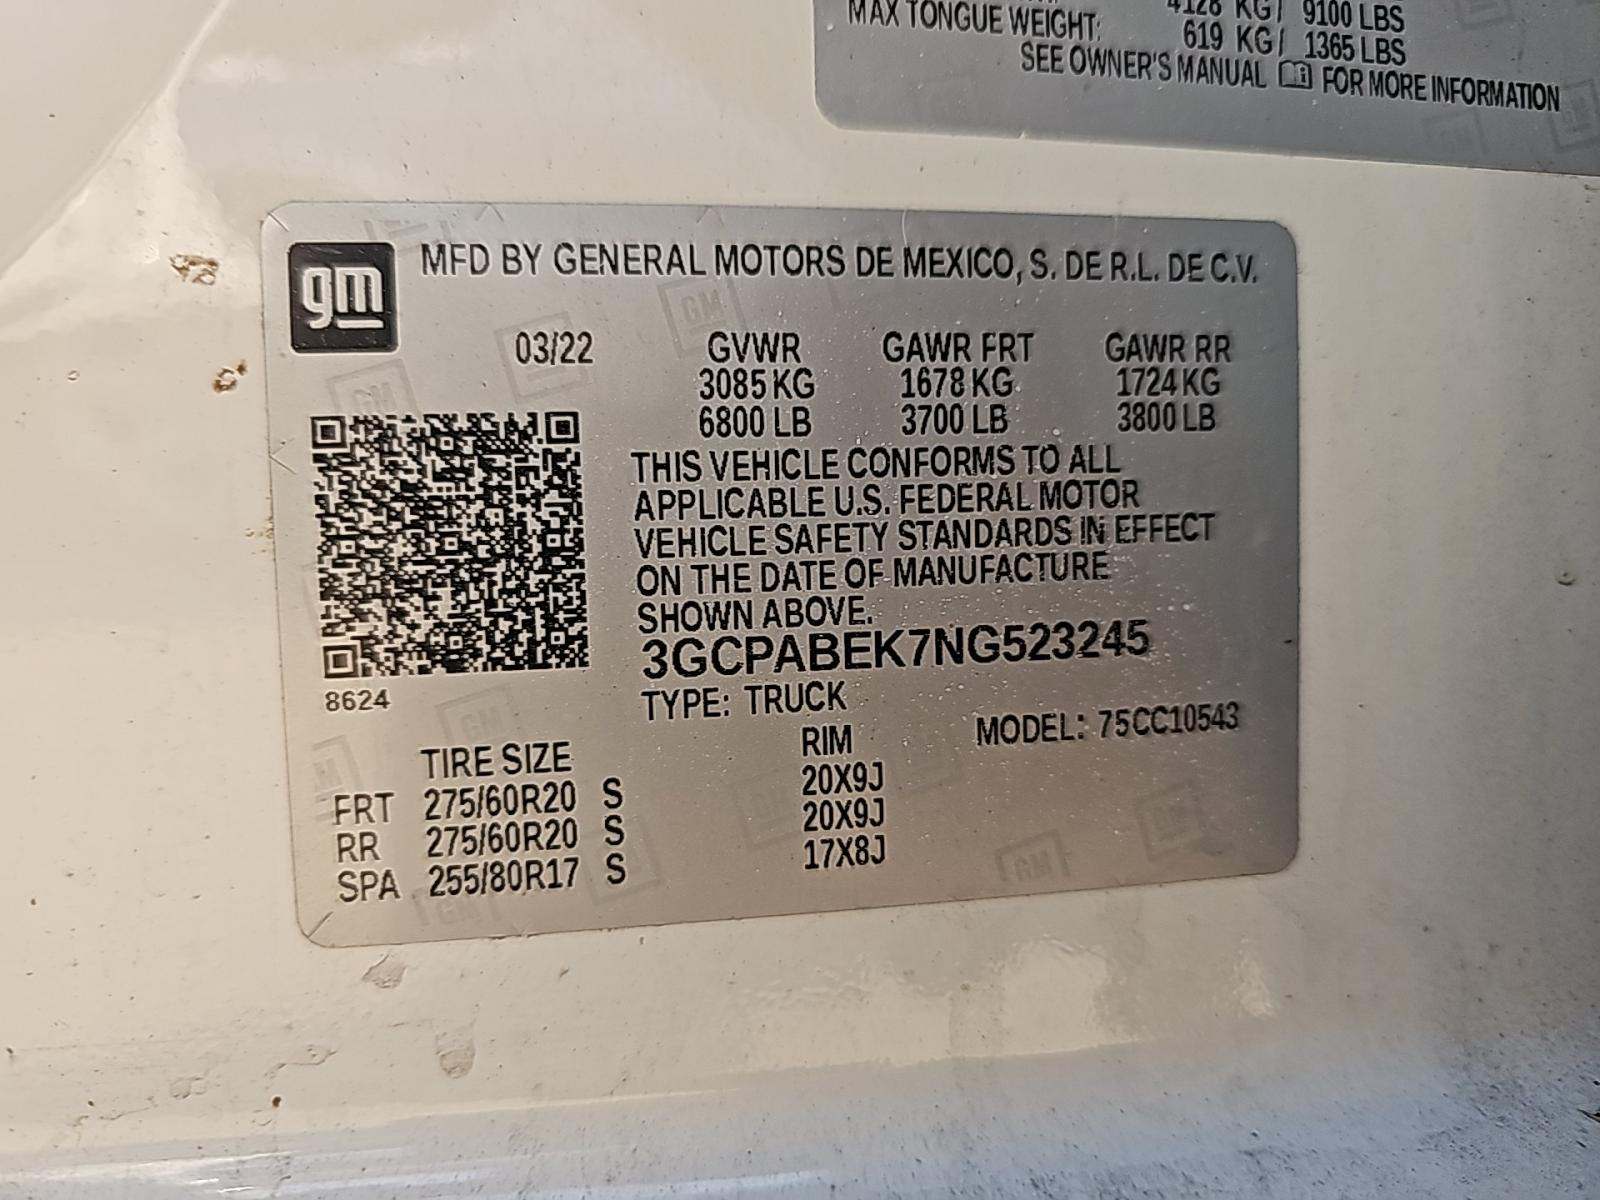 4128 KG/ 9100 LBS
MAX TONGUE WEIGHT: 619 KG/ 1365 LBS
SEE OWNER'S MANUAL FOR MORE INFORMATION
gm MFD BY GENERAL MOTORS DE MEXICO, S. DE R.L. DE C.V.
03/22 GVWR GAWR FRT GAWR RR
3085 KG 1678 KG 1724 KG
6800 LB 3700 LB 3800 LB
THIS VEHICLE CONFORMS TO ALL
APPLICABLE U.S. FEDERAL MOTOR
VEHICLE SAFETY STANDARDS IN EFFECT
ON THE DATE OF MANUFACTURE
SHOWN ABOVE.
3GCPABEK7NG523245
8624
TYPE: TRUCK
MODEL: 75CC10543
TIRE SIZE RIM
FRT 275/60R20 S 20X9J
RR 275/60R20 S 20X9J
SPA 255/80R17 S 17X8J